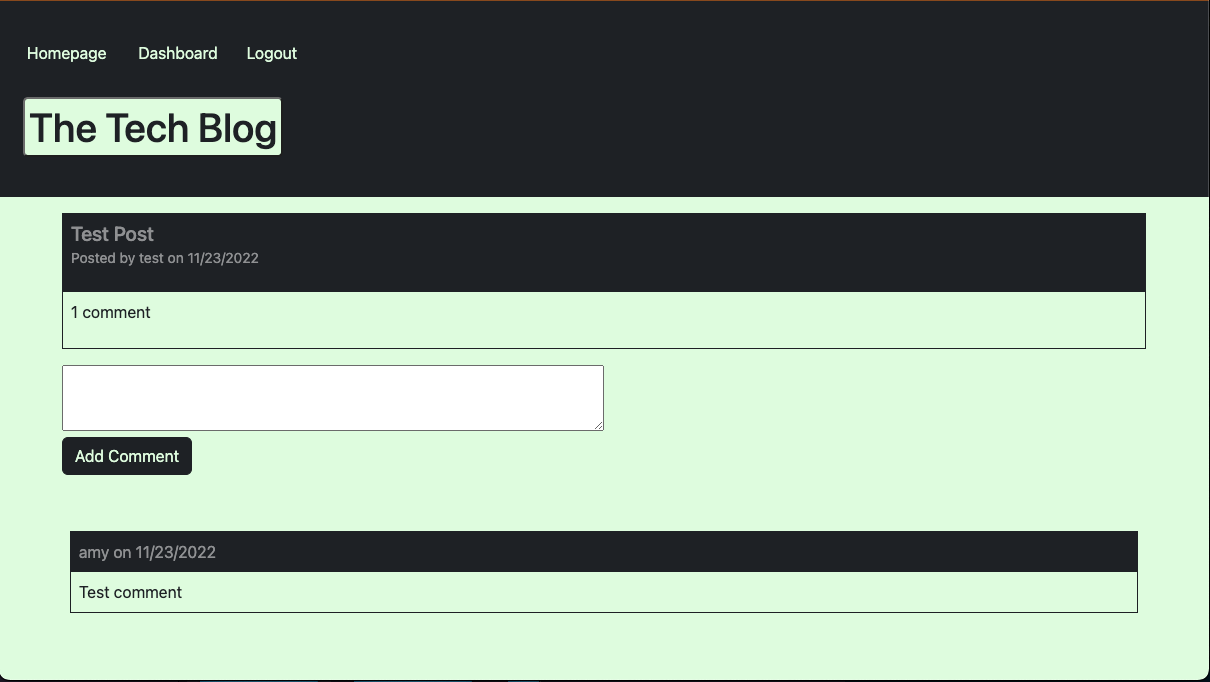 Homepage Dashboard Logout
The Tech Blog
Test Post
Posted by test on 11/23/2022
1 comment
Add Comment
amy on 11/23/2022
Test comment